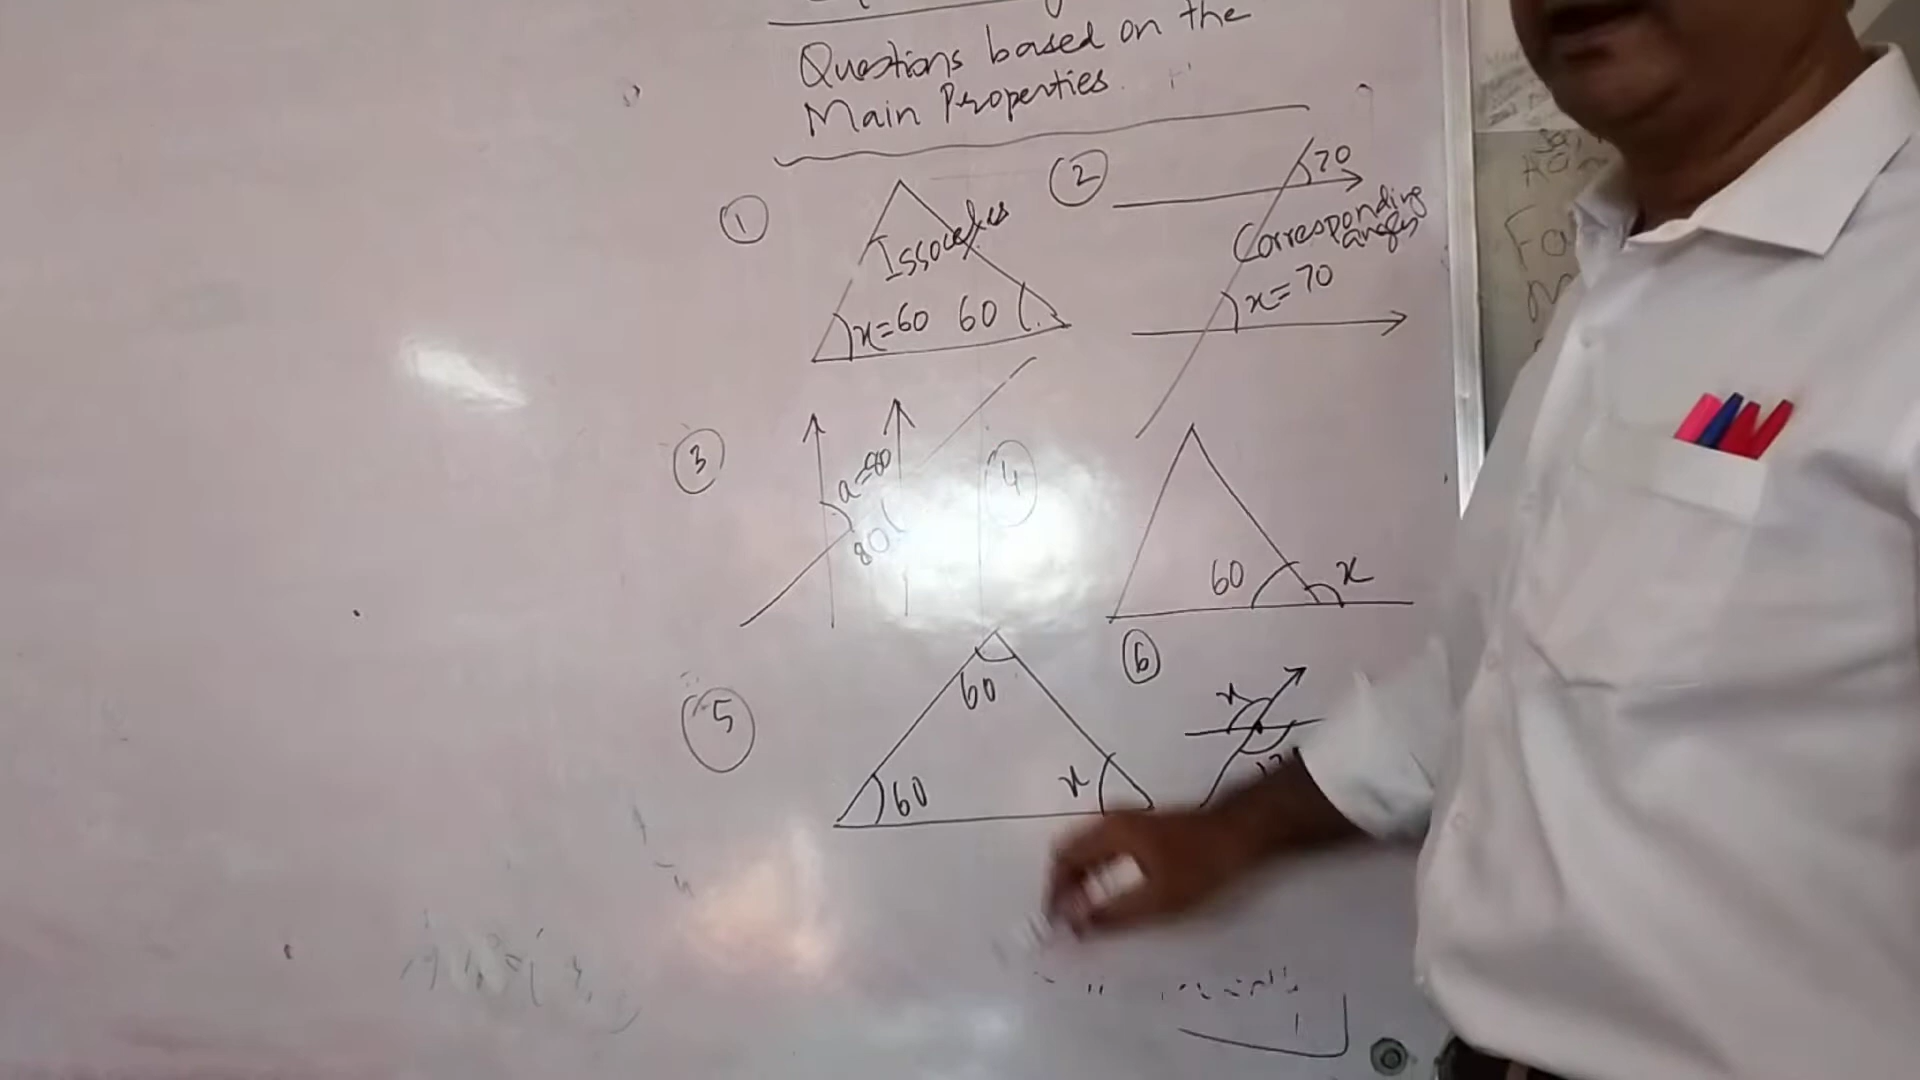 Questions based on the
Main Properties.
①
Issoceles
x=60 60
②
70
Corresponding
angles
x=70
③
a=80
80
④
60
x
⑤
60
60
x
⑥
x